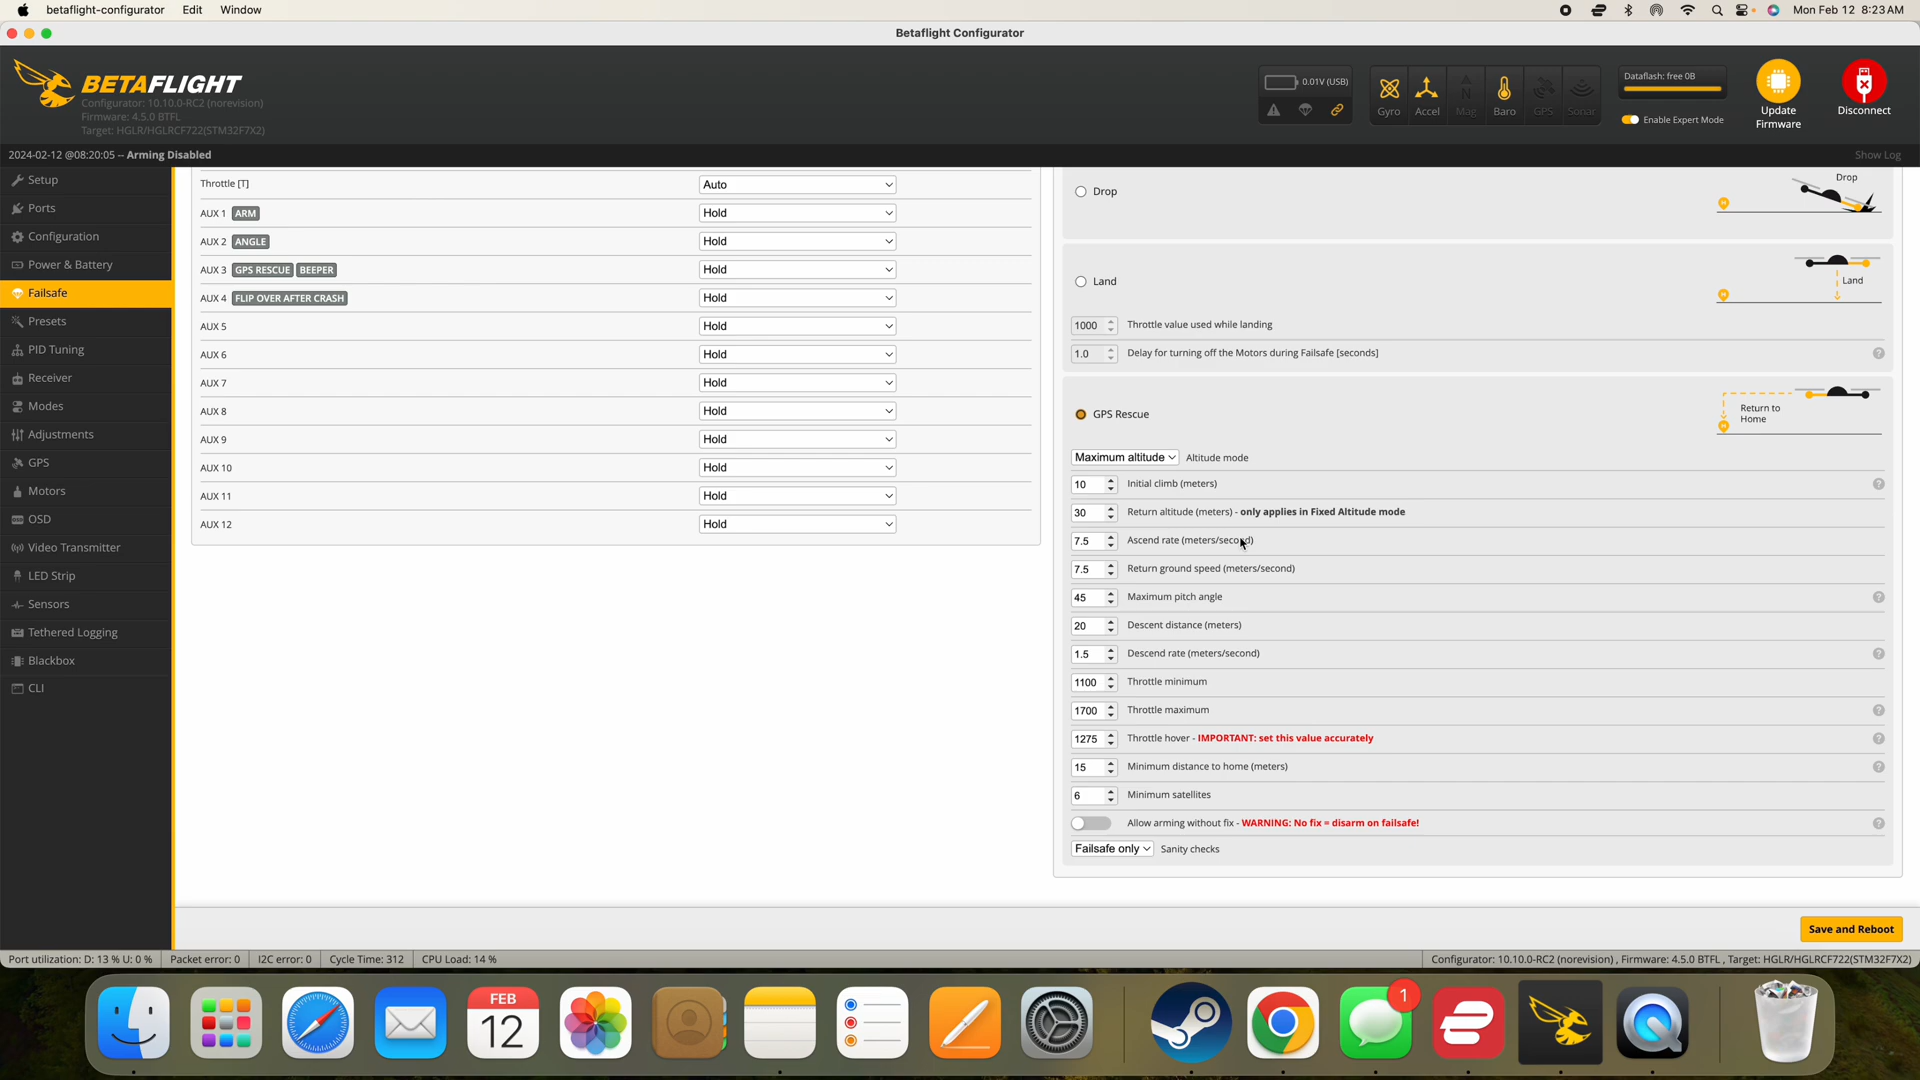 betaflight-configurator Edit Window
Mon Feb 12 8:23 AM
Betaflight Configurator
BETAFLIGHT
Configurator: 10.10.0-RC2 (norevision)
Firmware: 4.5.0 BTFL
Target: HGLR/HGLRCF722(STM32F7X2)
0.01V (USB)
Gyro
Accel
Mag
Baro
GPS
Sonar
Dataflash: free 0B
Enable Expert Mode
Update
Firmware
Disconnect
2024-02-12 @08:20:05 -- Arming Disabled
Show Log
Setup
Ports
Configuration
Power & Battery
Failsafe
Presets
PID Tuning
Receiver
Modes
Adjustments
GPS
Motors
OSD
Video Transmitter
LED Strip
Sensors
Tethered Logging
Blackbox
CLI
Throttle [T] Auto
AUX 1 ARM Hold
AUX 2 ANGLE Hold
AUX 3 GPS RESCUE BEEPER Hold
AUX 4 FLIP OVER AFTER CRASH Hold
AUX 5 Hold
AUX 6 Hold
AUX 7 Hold
AUX 8 Hold
AUX 9 Hold
AUX 10 Hold
AUX 11 Hold
AUX 12 Hold
Drop
Drop
Land
Land
1000 Throttle value used while landing
1.0 Delay for turning off the Motors during Failsafe [seconds] ?
GPS Rescue
Return to
Home
Maximum altitude Altitude mode
10 Initial climb (meters) ?
30 Return altitude (meters) - only applies in Fixed Altitude mode
7.5 Ascend rate (meters/second)
7.5 Return ground speed (meters/second)
45 Maximum pitch angle ?
20 Descent distance (meters)
1.5 Descend rate (meters/second) ?
1100 Throttle minimum
1700 Throttle maximum ?
1275 Throttle hover - IMPORTANT: set this value accurately ?
15 Minimum distance to home (meters) ?
6 Minimum satellites
Allow arming without fix - WARNING: No fix = disarm on failsafe! ?
Failsafe only Sanity checks
Save and Reboot
Port utilization: D: 13 % U: 0 % Packet error: 0 I2C error: 0 Cycle Time: 312 CPU Load: 14 %
Configurator: 10.10.0-RC2 (norevision) , Firmware: 4.5.0 BTFL , Target: HGLR/HGLRCF722(STM32F7X2)
FEB
12
1